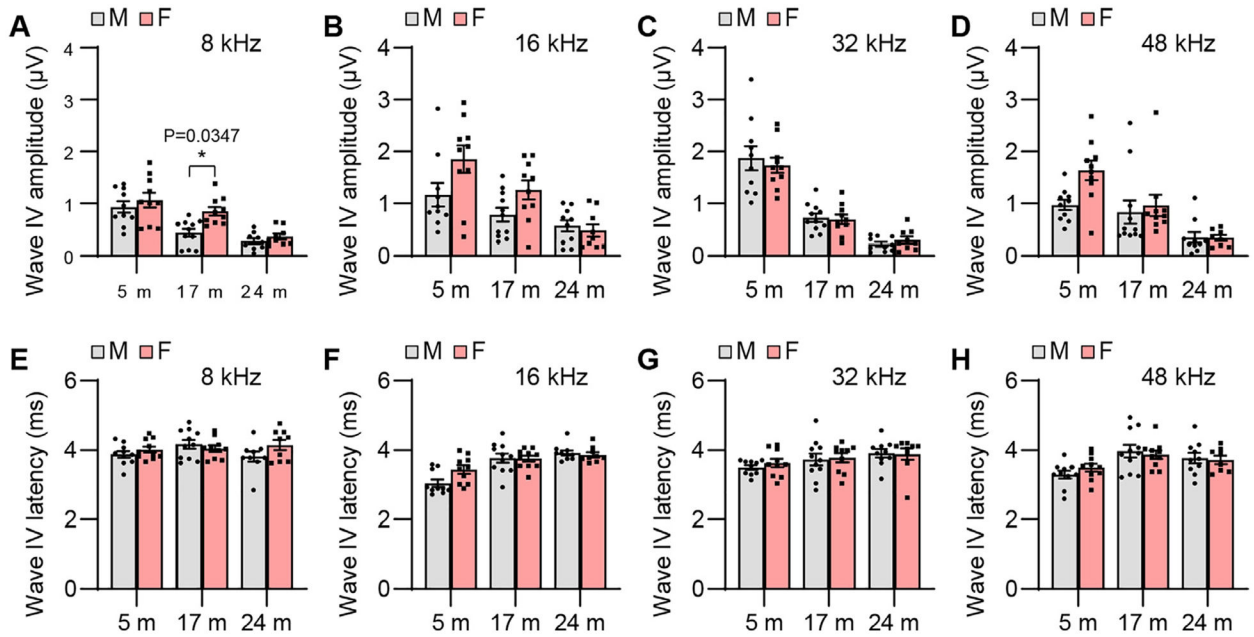 A
M F
8 kHz
Wave IV amplitude (µV)
4
3
2
1
0
P=0.0347
*
5 m 17 m 24 m
B
M F
16 kHz
Wave IV amplitude (µV)
4
3
2
1
0
5 m 17 m 24 m
C
M F
32 kHz
Wave IV amplitude (µV)
4
3
2
1
0
5 m 17 m 24 m
D
M F
48 kHz
Wave IV amplitude (µV)
4
3
2
1
0
5 m 17 m 24 m
E
M F
8 kHz
Wave IV latency (ms)
6
4
2
0
5 m 17 m 24 m
F
M F
16 kHz
Wave IV latency (ms)
6
4
2
0
5 m 17 m 24 m
G
M F
32 kHz
Wave IV latency (ms)
6
4
2
0
5 m 17 m 24 m
H
M F
48 kHz
Wave IV latency (ms)
6
4
2
0
5 m 17 m 24 m